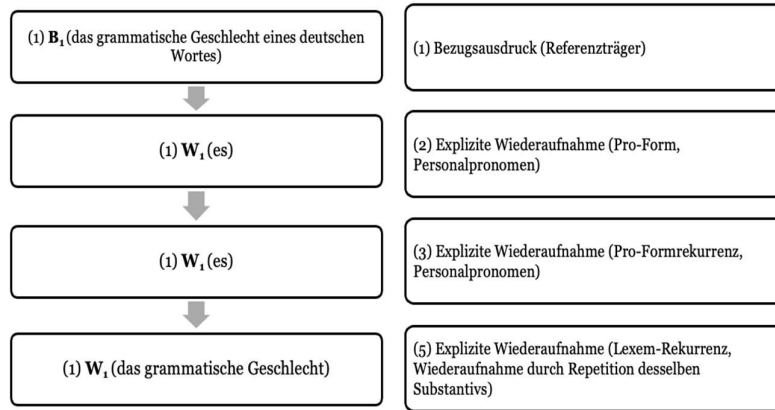 (1) B₁ (das grammatische Geschlecht eines deutschen
Wortes)
(1) Bezugsausdruck (Referenzträger)
(1) W₁ (es)
(2) Explizite Wiederaufnahme (Pro-Form,
Personalpronomen)
(1) W₁ (es)
(3) Explizite Wiederaufnahme (Pro-Formrekurrenz,
Personalpronomen)
(1) W₁ (das grammatische Geschlecht)
(5) Explizite Wiederaufnahme (Lexem-Rekurrenz,
Wiederaufnahme durch Repetition desselben
Substantivs)